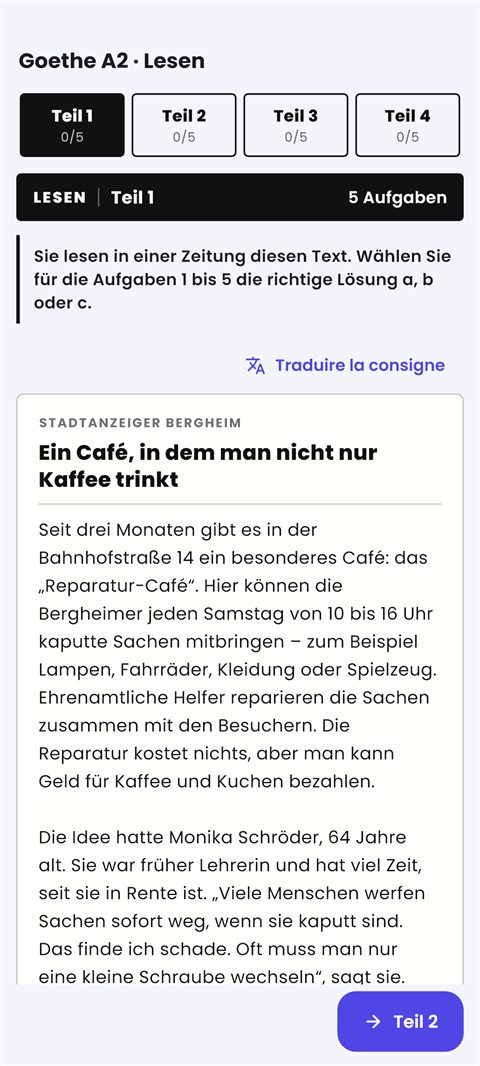 Goethe A2 · Lesen
Teil 1
0/5
Teil 2
0/5
Teil 3
0/5
Teil 4
0/5
LESEN | Teil 1
5 Aufgaben
Sie lesen in einer Zeitung diesen Text. Wählen Sie
für die Aufgaben 1 bis 5 die richtige Lösung a, b
oder c.
Traduire la consigne
STADTANZEIGER BERGHEIM
Ein Café, in dem man nicht nur
Kaffee trinkt
Seit drei Monaten gibt es in der
Bahnhofstraße 14 ein besonderes Café: das
„Reparatur-Café“. Hier können die
Bergheimer jeden Samstag von 10 bis 16 Uhr
kaputte Sachen mitbringen – zum Beispiel
Lampen, Fahrräder, Kleidung oder Spielzeug.
Ehrenamtliche Helfer reparieren die Sachen
zusammen mit den Besuchern. Die
Reparatur kostet nichts, aber man kann
Geld für Kaffee und Kuchen bezahlen.
Die Idee hatte Monika Schröder, 64 Jahre
alt. Sie war früher Lehrerin und hat viel Zeit,
seit sie in Rente ist. „Viele Menschen werfen
Sachen sofort weg, wenn sie kaputt sind.
Das finde ich schade. Oft muss man nur
eine kleine Schraube wechseln“, sagt sie.
→ Teil 2